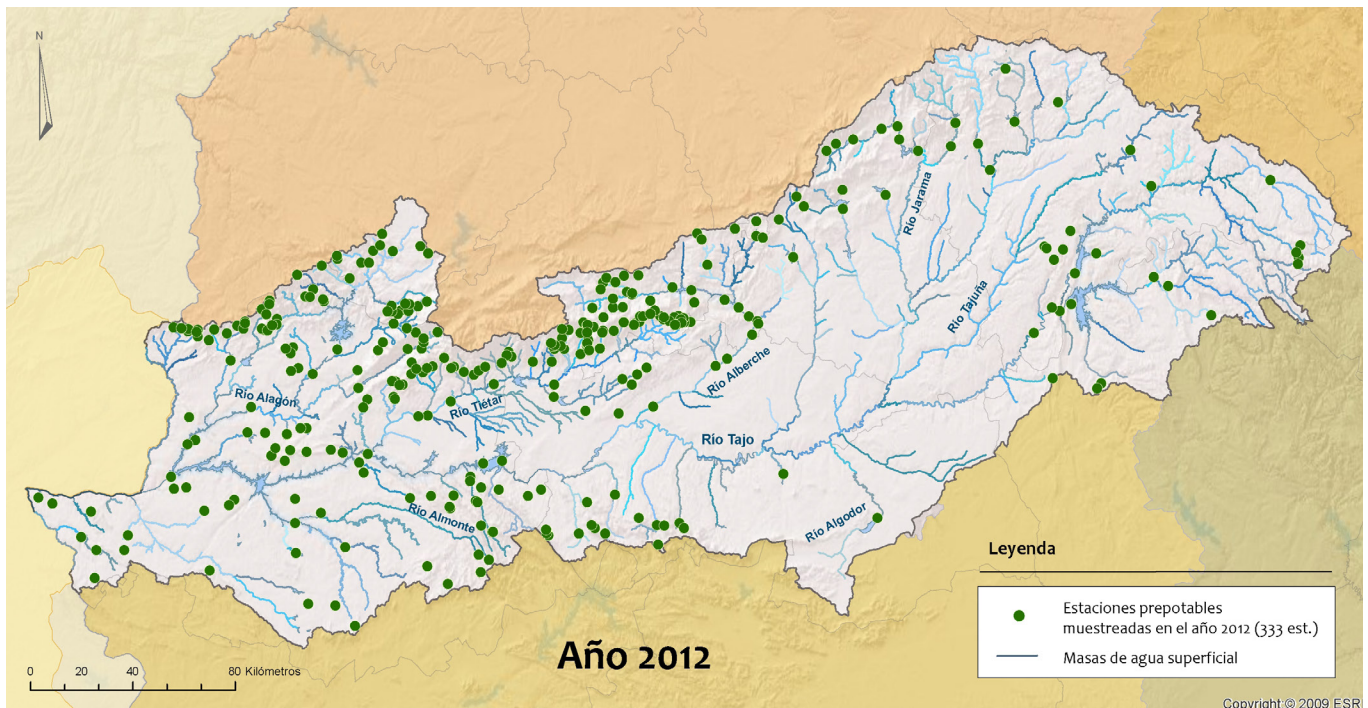 N
Río Jarama
Río Tajuña
Río Alberche
Río Alagón
Río Tiétar
Río Tajo
Río Almonte
Río Algodor
Leyenda
Estaciones prepotables
muestreadas en el año 2012 (333 est.)
Masas de agua superficial
Año 2012
0 20 40 80 Kilómetros
Copyright:© 2009 ESR